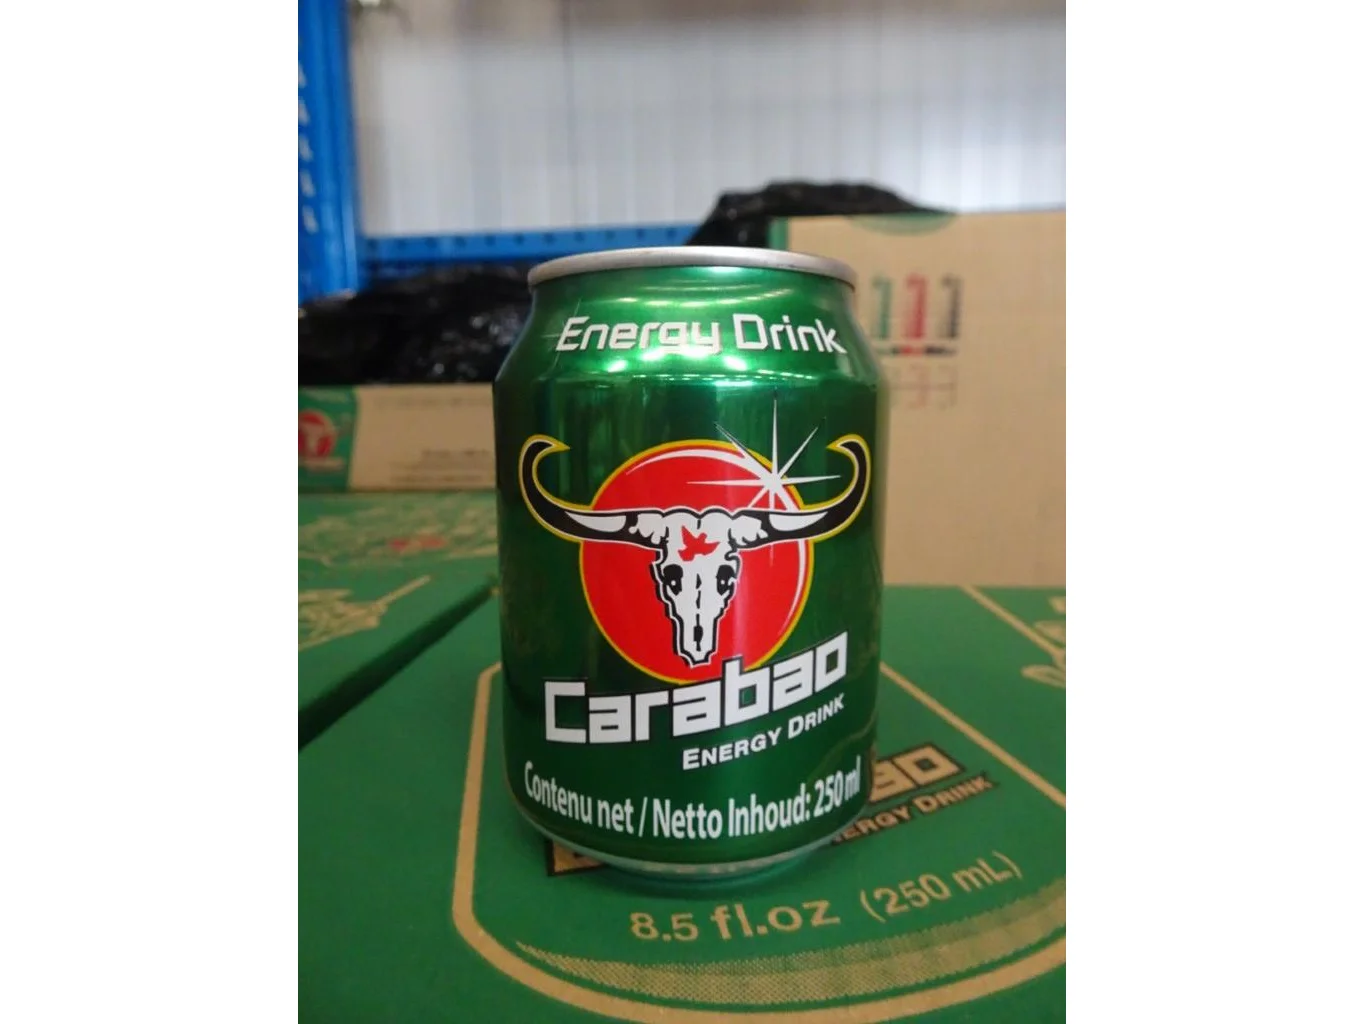 Energy Drink
Carabao
ENERGY DRINK
Contenu net / Netto Inhoud: 250 ml
ENERGY DRINK
8.5 fl.oz (250 mL)